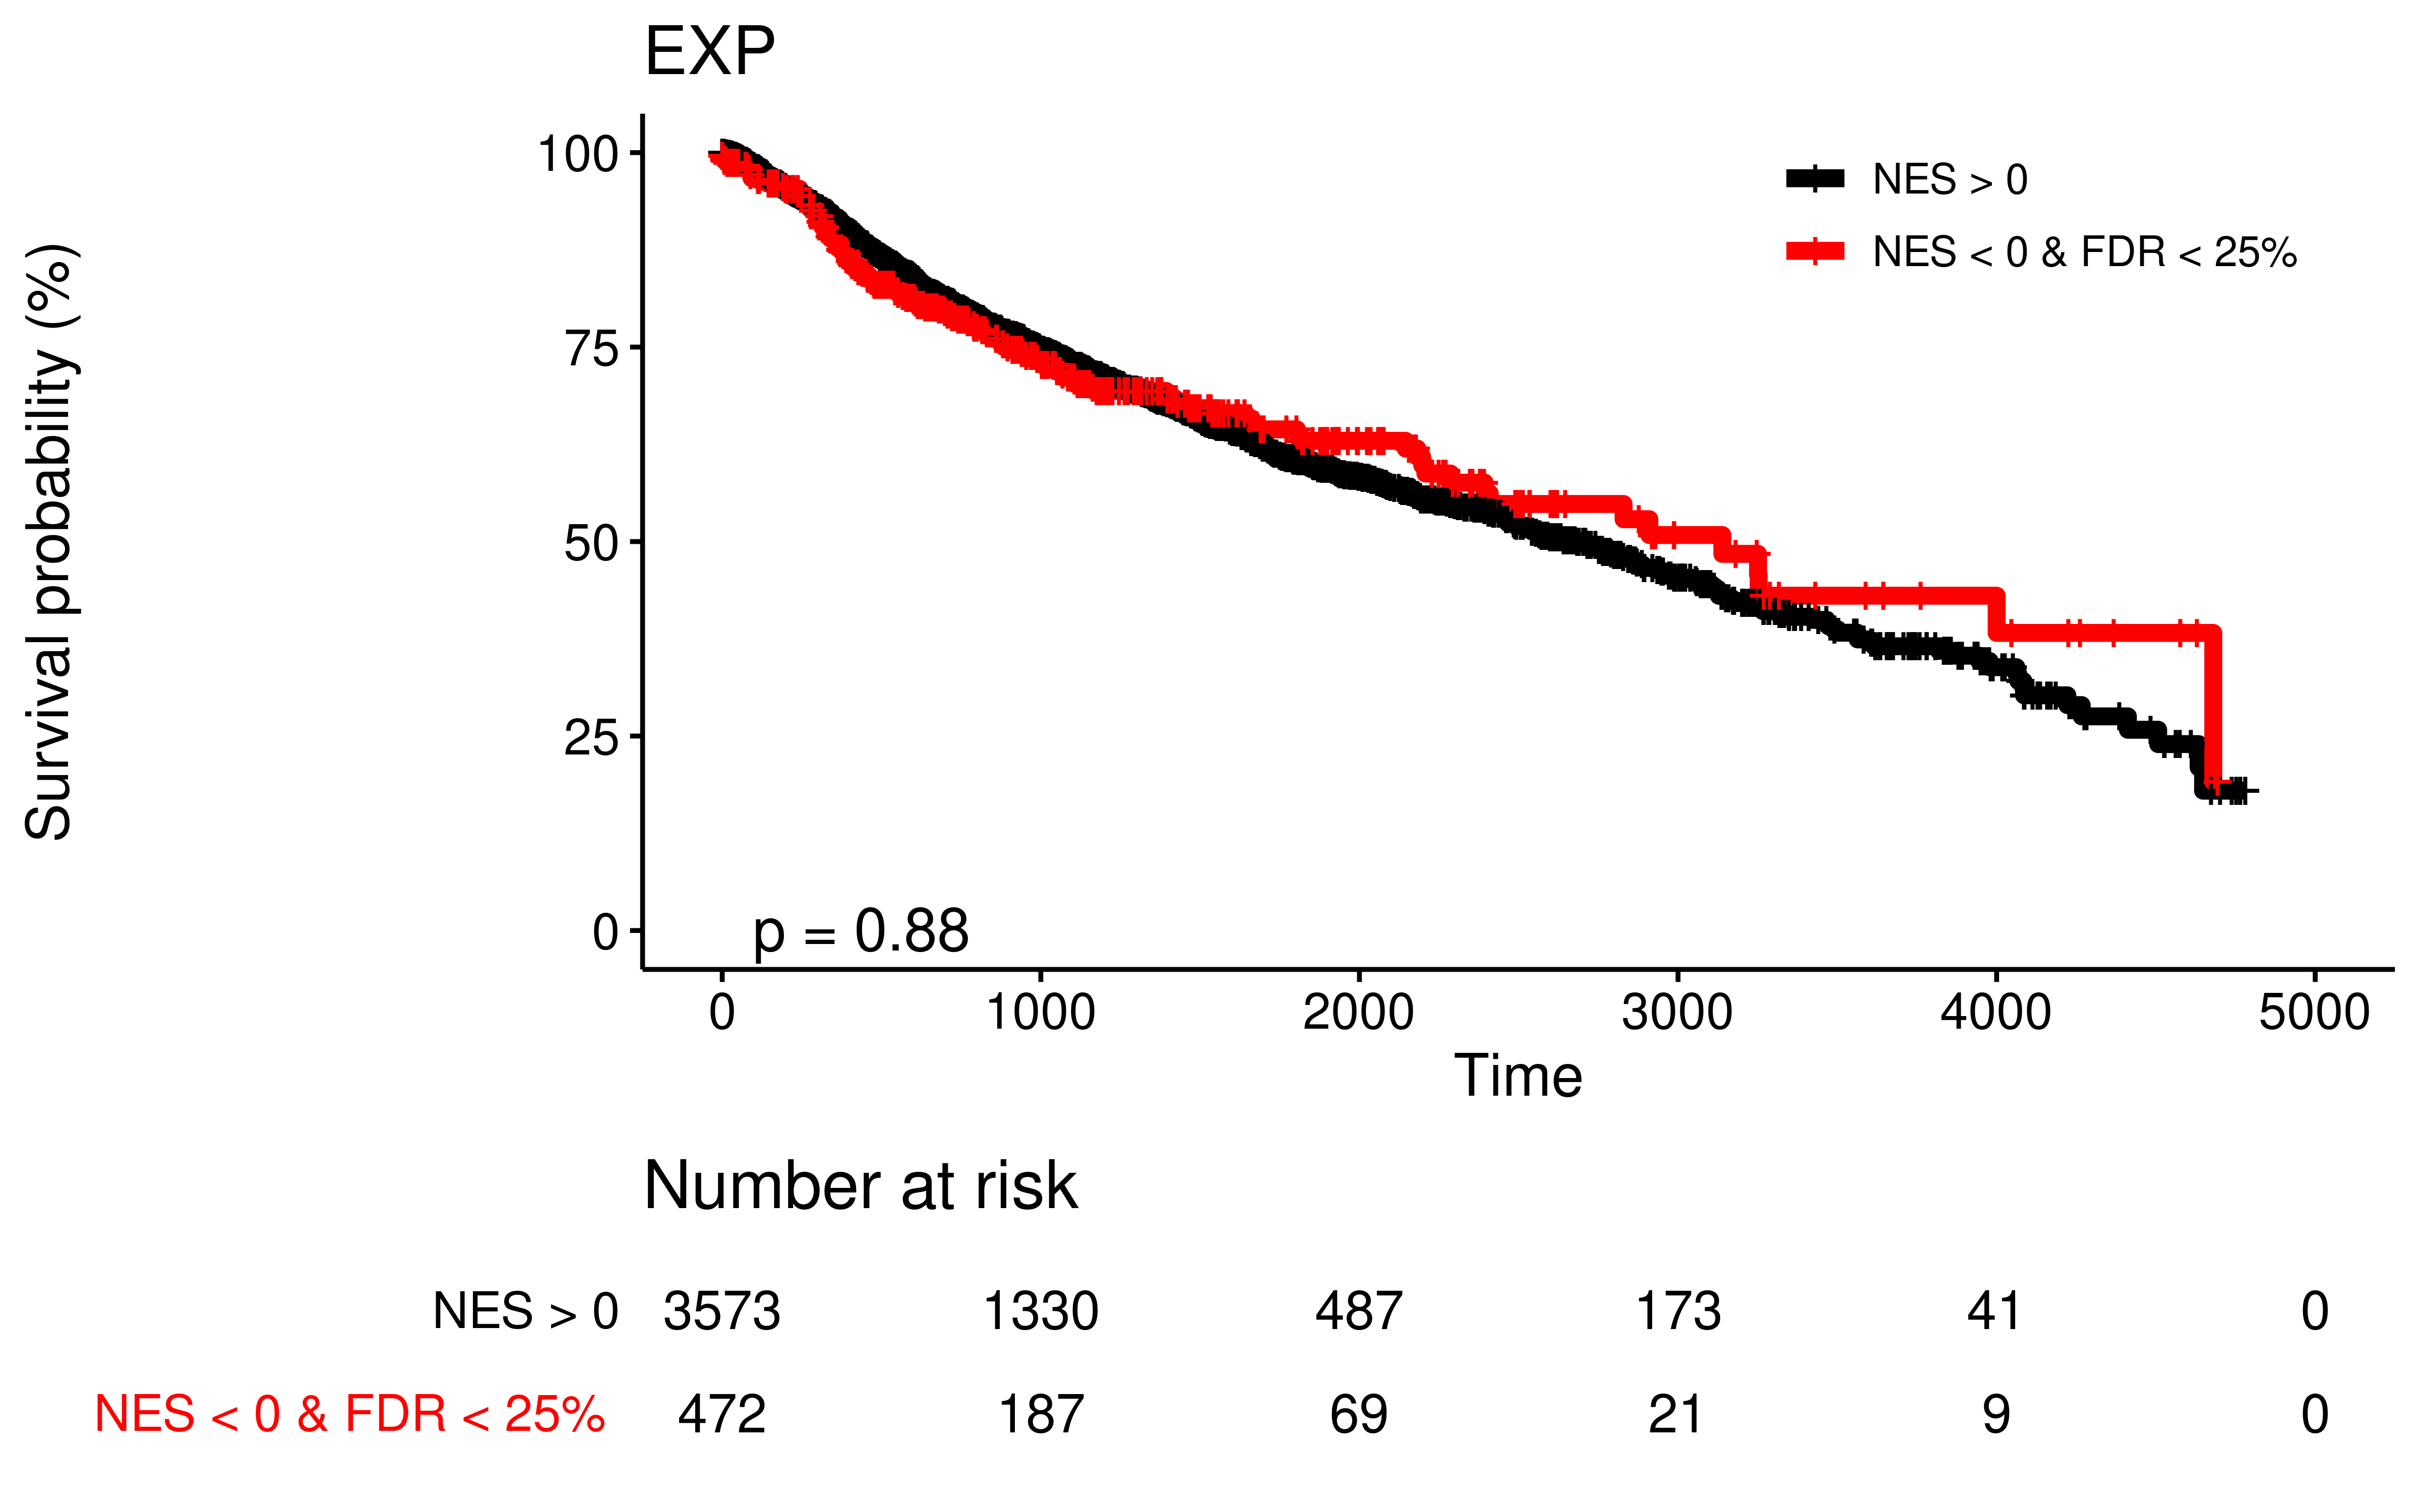 EXP
Survival probability (%)
100
75
50
25
0
NES > 0
NES < 0 & FDR < 25%
p = 0.88
0 1000 2000 3000 4000 5000
Time
Number at risk
NES > 0 3573 1330 487 173 41 0
NES < 0 & FDR < 25% 472 187 69 21 9 0